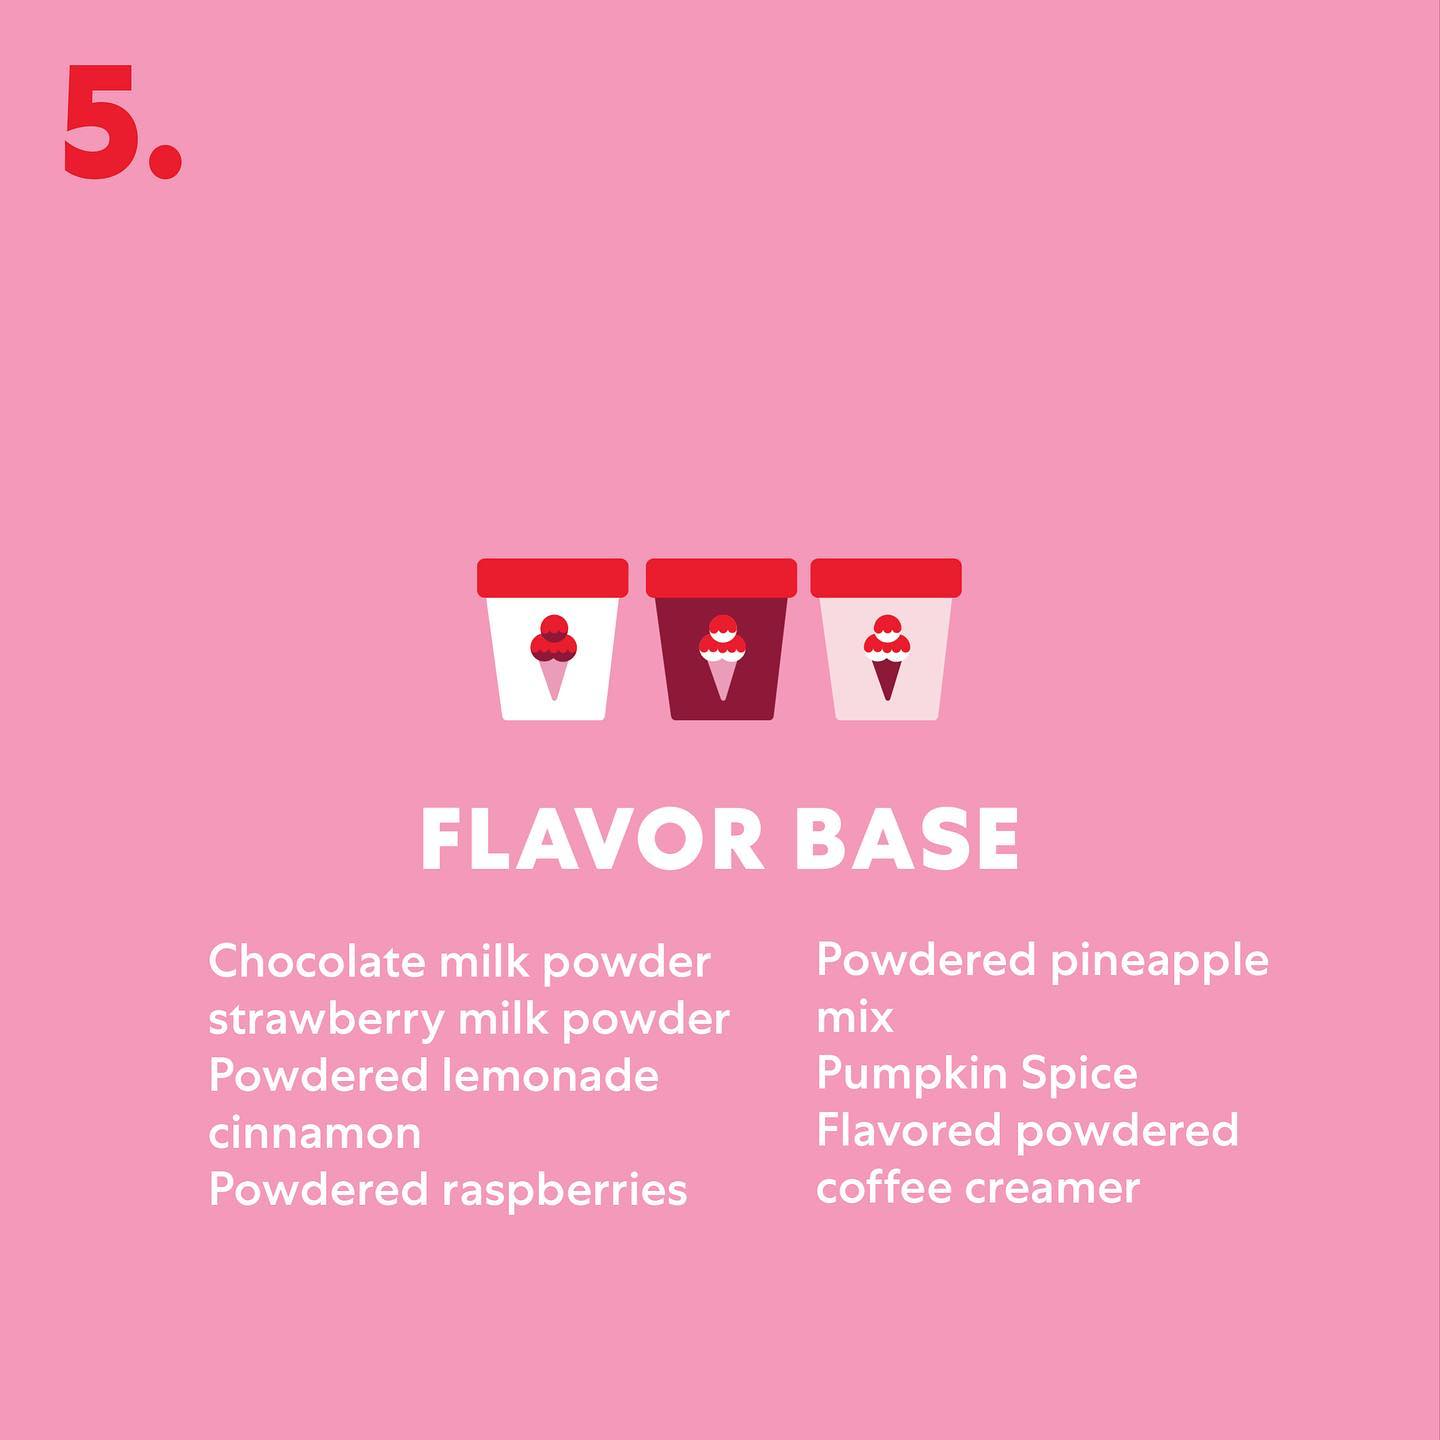 5.
FLAVOR BASE
Chocolate milk powder
strawberry milk powder
Powdered lemonade
cinnamon
Powdered raspberries
Powdered pineapple
mix
Pumpkin Spice
Flavored powdered
coffee creamer